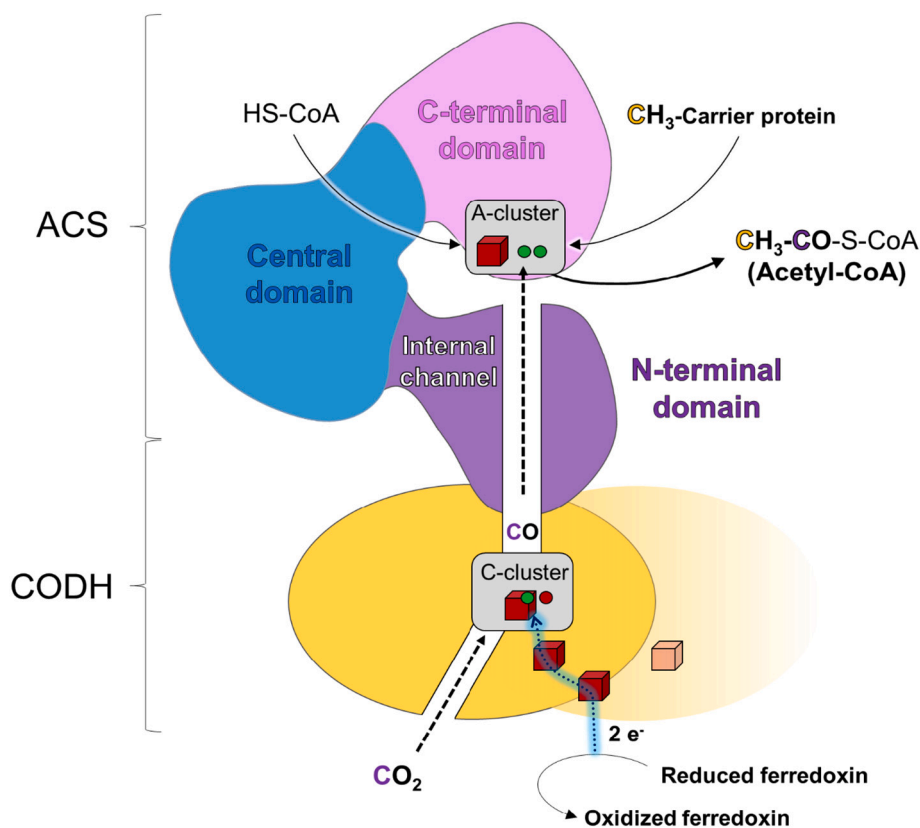 HS-CoA
C-terminal
domain
CH₃-Carrier protein
ACS
A-cluster
CH₃-CO-S-CoA
(Acetyl-CoA)
Central
domain
Internal
channel
N-terminal
domain
CO
CODH
C-cluster
2 e⁻
CO₂
Reduced ferredoxin
Oxidized ferredoxin